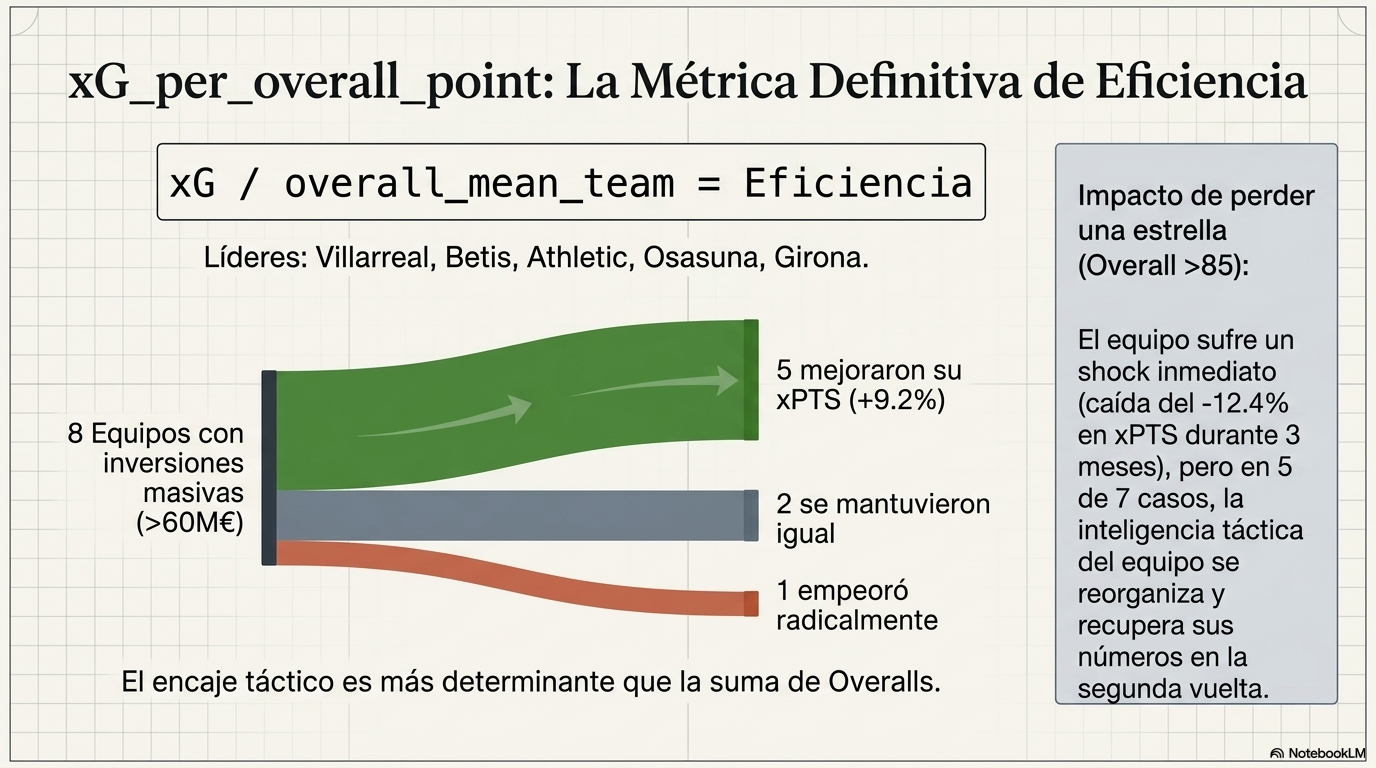 xG_per_overall_point: La Métrica Definitiva de Eficiencia
xG / overall_mean_team = Eficiencia
Líderes: Villarreal, Betis, Athletic, Osasuna, Girona.
8 Equipos con
inversiones
masivas
(>60M€)
5 mejoraron su
xPTS (+9.2%)
2 se mantuvieron
igual
1 empeoró
radicalmente
El encaje táctico es más determinante que la suma de Overalls.
Impacto de perder
una estrella
(Overall >85):
El equipo sufre un
shock inmediato
(caída del -12.4%
en xPTS durante 3
meses), pero en 5
de 7 casos, la
inteligencia táctica
del equipo se
reorganiza y
recupera sus
números en la
segunda vuelta.
NotebookLM